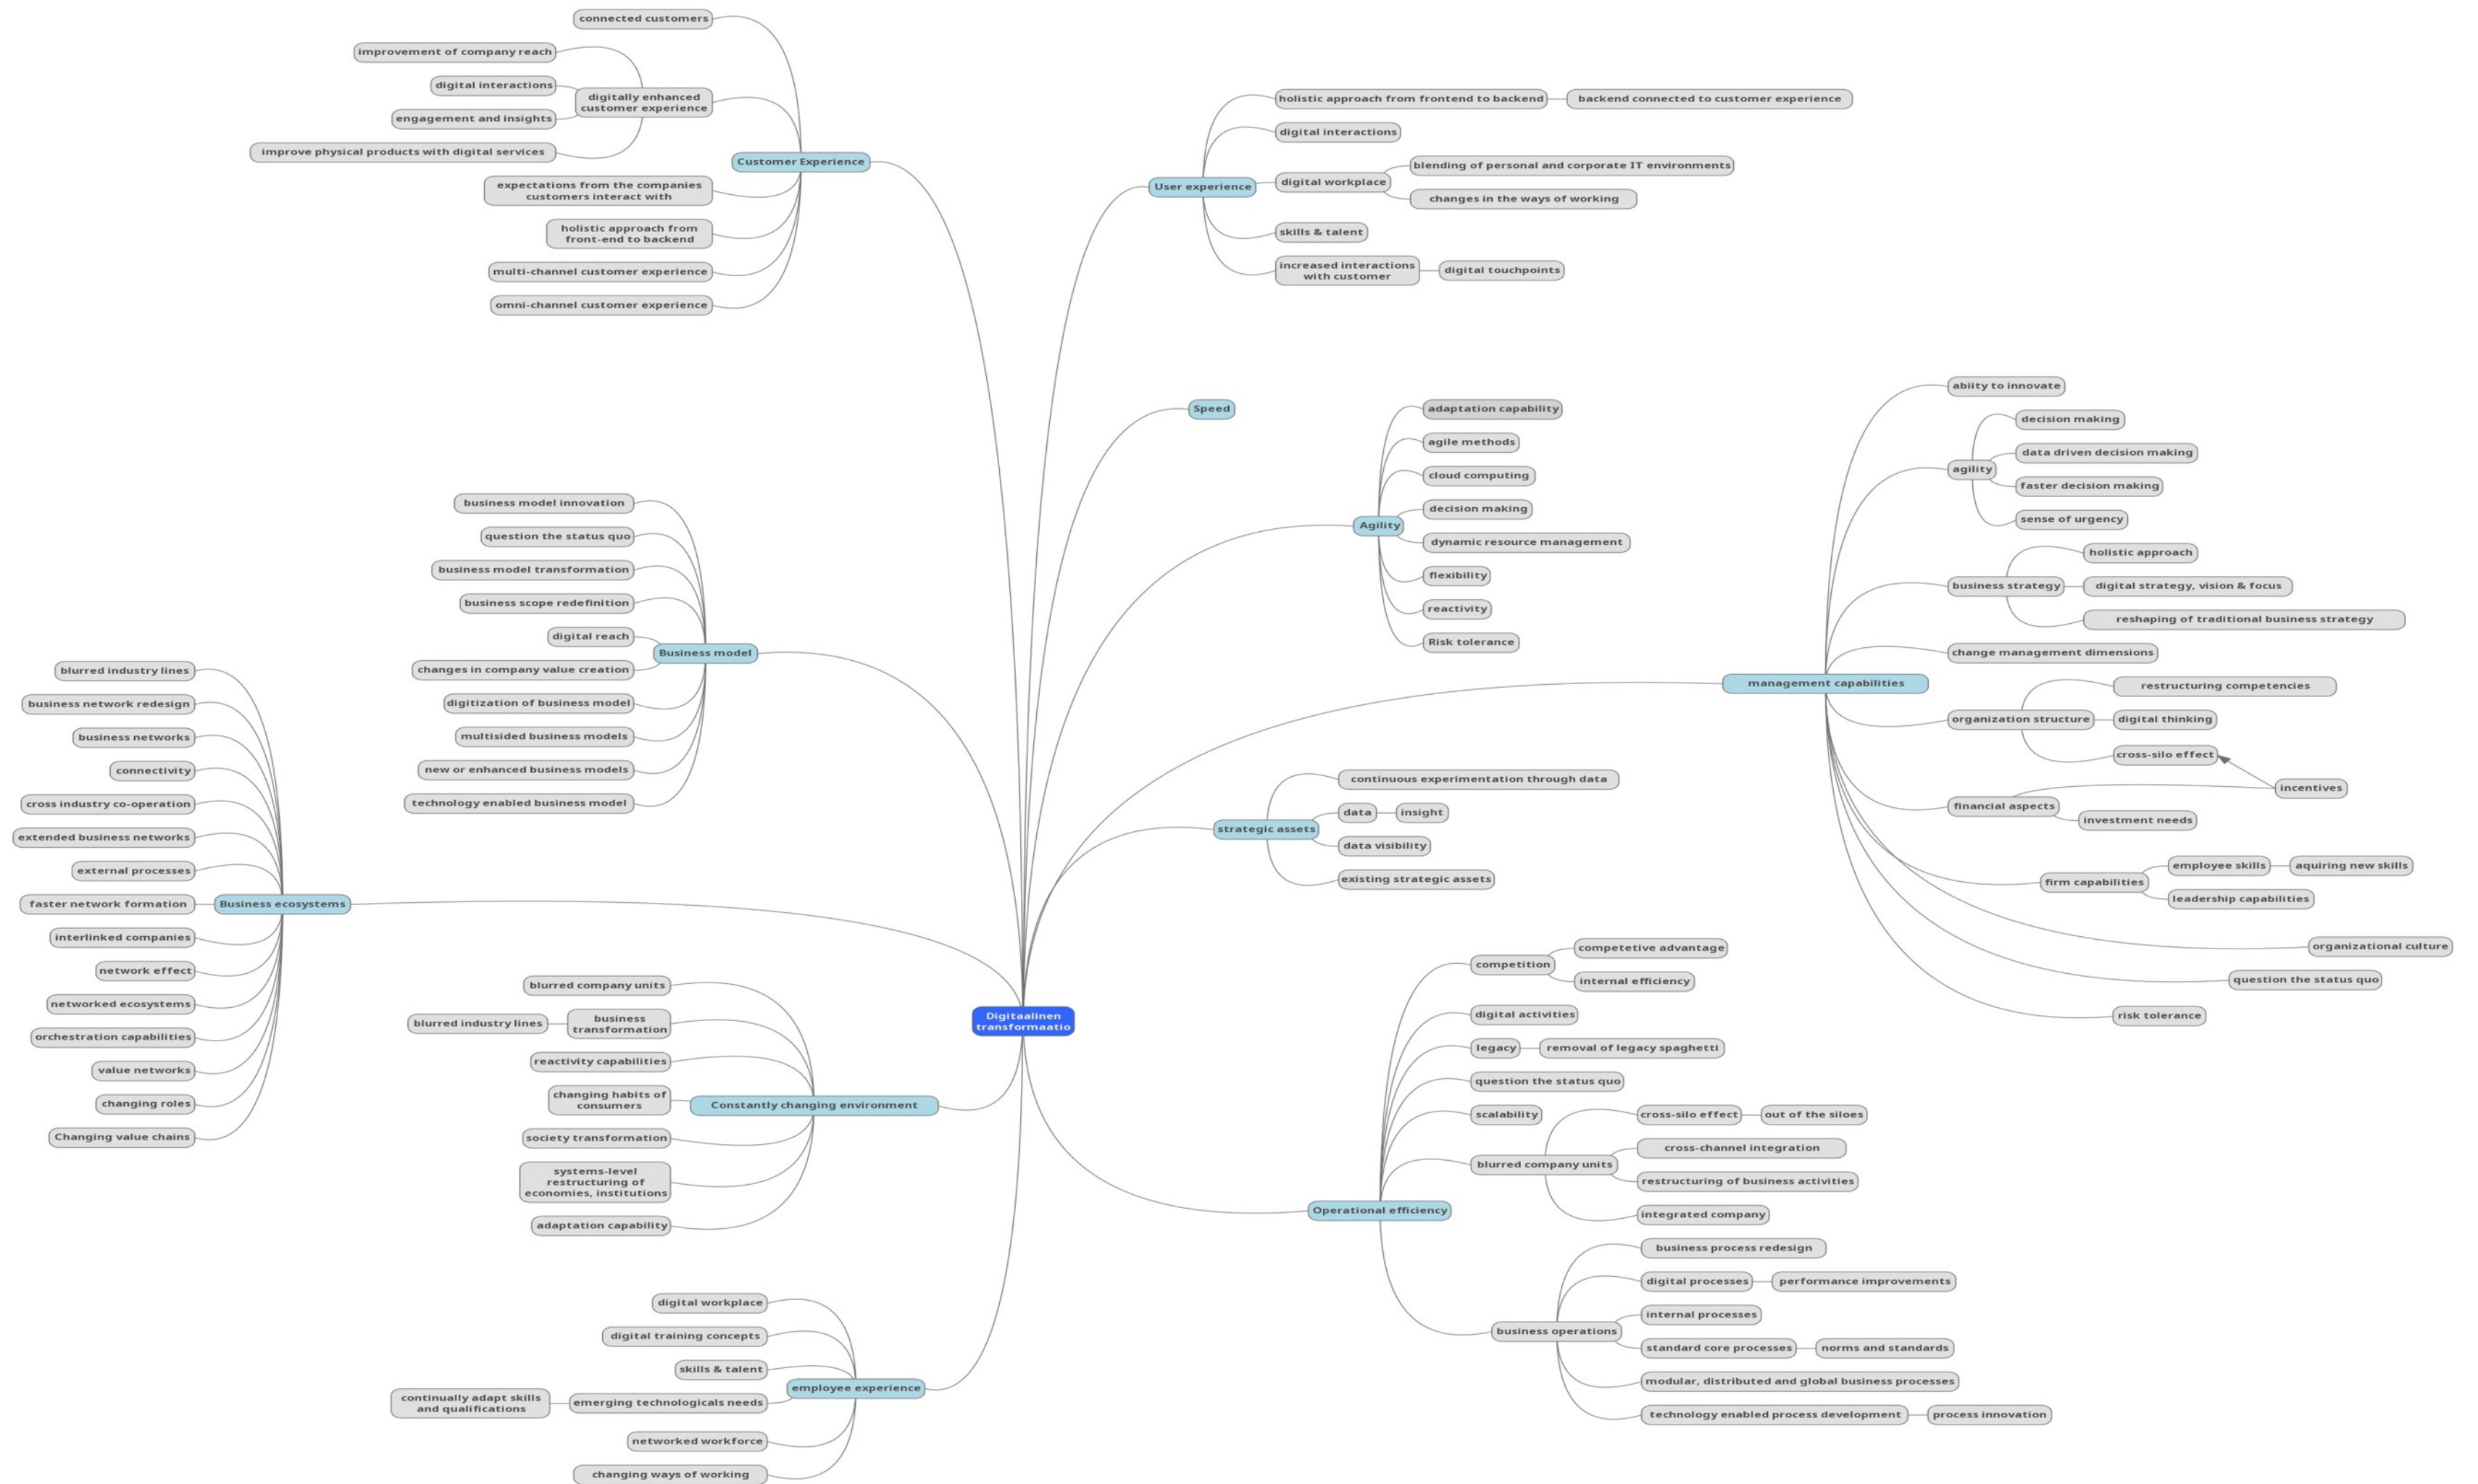 Digitaalinen
transformaatio
Customer Experience
connected customers
digitally enhanced
customer experience
improvement of company reach
digital interactions
engagement and insights
improve physical products with digital services
expectations from the companies
customers interact with
holistic approach from
front-end to backend
multi-channel customer experience
omni-channel customer experience
Business model
business model innovation
question the status quo
business model transformation
business scope redefinition
digital reach
changes in company value creation
digitization of business model
multisided business models
new or enhanced business models
technology enabled business model
Business ecosystems
blurred industry lines
business network redesign
business networks
connectivity
cross industry co-operation
extended business networks
external processes
faster network formation
interlinked companies
network effect
networked ecosystems
orchestration capabilities
value networks
changing roles
Changing value chains
Constantly changing environment
blurred company units
business
transformation
blurred industry lines
reactivity capabilities
changing habits of
consumers
society transformation
systems-level
restructuring of
economies, institutions
adaptation capability
employee experience
digital workplace
digital training concepts
skills & talent
emerging technologicals needs
continually adapt skills
and qualifications
networked workforce
changing ways of working
User experience
holistic approach from frontend to backend
backend connected to customer experience
digital interactions
digital workplace
blending of personal and corporate IT environments
changes in the ways of working
skills & talent
increased interactions
with customer
digital touchpoints
Speed
Agility
adaptation capability
agile methods
cloud computing
decision making
dynamic resource management
flexibility
reactivity
Risk tolerance
management capabilities
abiity to innovate
agility
decision making
data driven decision making
faster decision making
sense of urgency
business strategy
holistic approach
digital strategy, vision & focus
reshaping of traditional business strategy
change management dimensions
organization structure
restructuring competencies
digital thinking
cross-silo effect
financial aspects
incentives
investment needs
firm capabilities
employee skills
aquiring new skills
leadership capabilities
organizational culture
question the status quo
risk tolerance
strategic assets
continuous experimentation through data
data
insight
data visibility
existing strategic assets
Operational efficiency
competition
competetive advantage
internal efficiency
digital activities
legacy
removal of legacy spaghetti
question the status quo
scalability
blurred company units
cross-silo effect
out of the siloes
cross-channel integration
restructuring of business activities
integrated company
business operations
business process redesign
digital processes
performance improvements
internal processes
standard core processes
norms and standards
modular, distributed and global business processes
technology enabled process development
process innovation